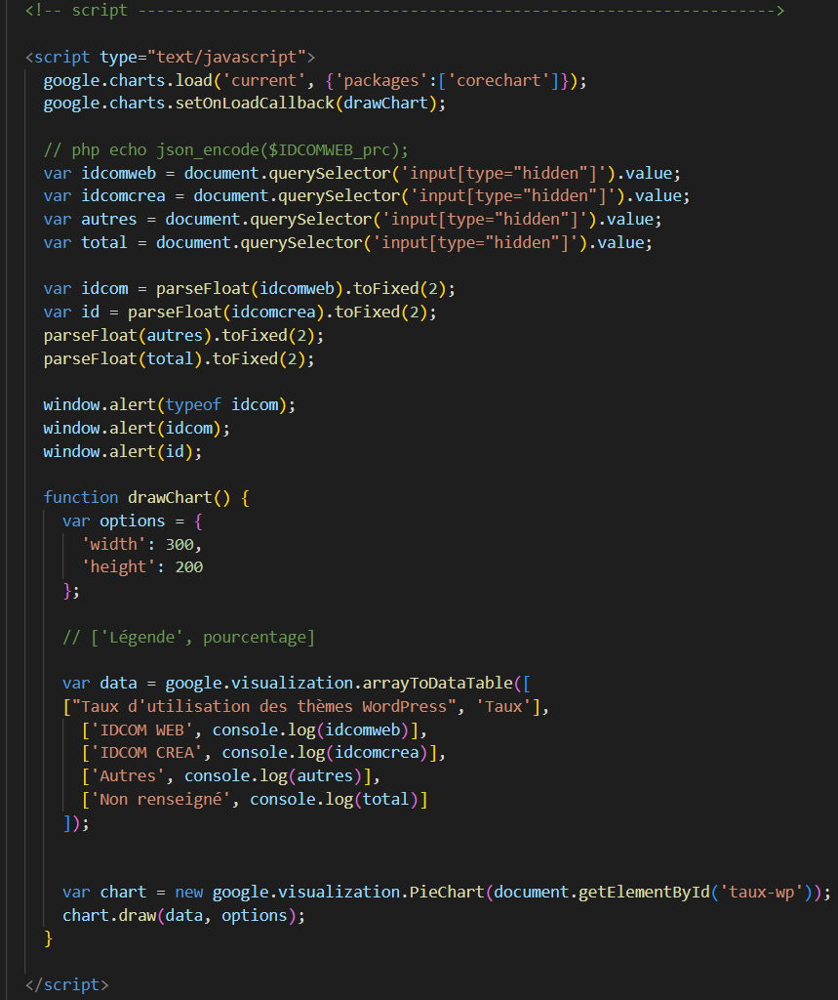 <!-- script -------------------------------------------------------------------->
<script type="text/javascript">
google.charts.load('current', {'packages':['corechart']});
google.charts.setOnLoadCallback(drawChart);
// php echo json_encode($IDCOMWEB_prc);
var idcomweb = document.querySelector('input[type="hidden"]').value;
var idcomcrea = document.querySelector('input[type="hidden"]').value;
var autres = document.querySelector('input[type="hidden"]').value;
var total = document.querySelector('input[type="hidden"]').value;
var idcom = parseFloat(idcomweb).toFixed(2);
var id = parseFloat(idcomcrea).toFixed(2);
parseFloat(autres).toFixed(2);
parseFloat(total).toFixed(2);
window.alert(typeof idcom);
window.alert(idcom);
window.alert(id);
function drawChart() {
var options = {
'width': 300,
'height': 200
};
// ['Légende', pourcentage]
var data = google.visualization.arrayToDataTable([
["Taux d'utilisation des thèmes WordPress", 'Taux'],
['IDCOM WEB', console.log(idcomweb)],
['IDCOM CREA', console.log(idcomcrea)],
['Autres', console.log(autres)],
['Non renseigné', console.log(total)]
]);
var chart = new google.visualization.PieChart(document.getElementById('taux-wp'));
chart.draw(data, options);
}
</script>